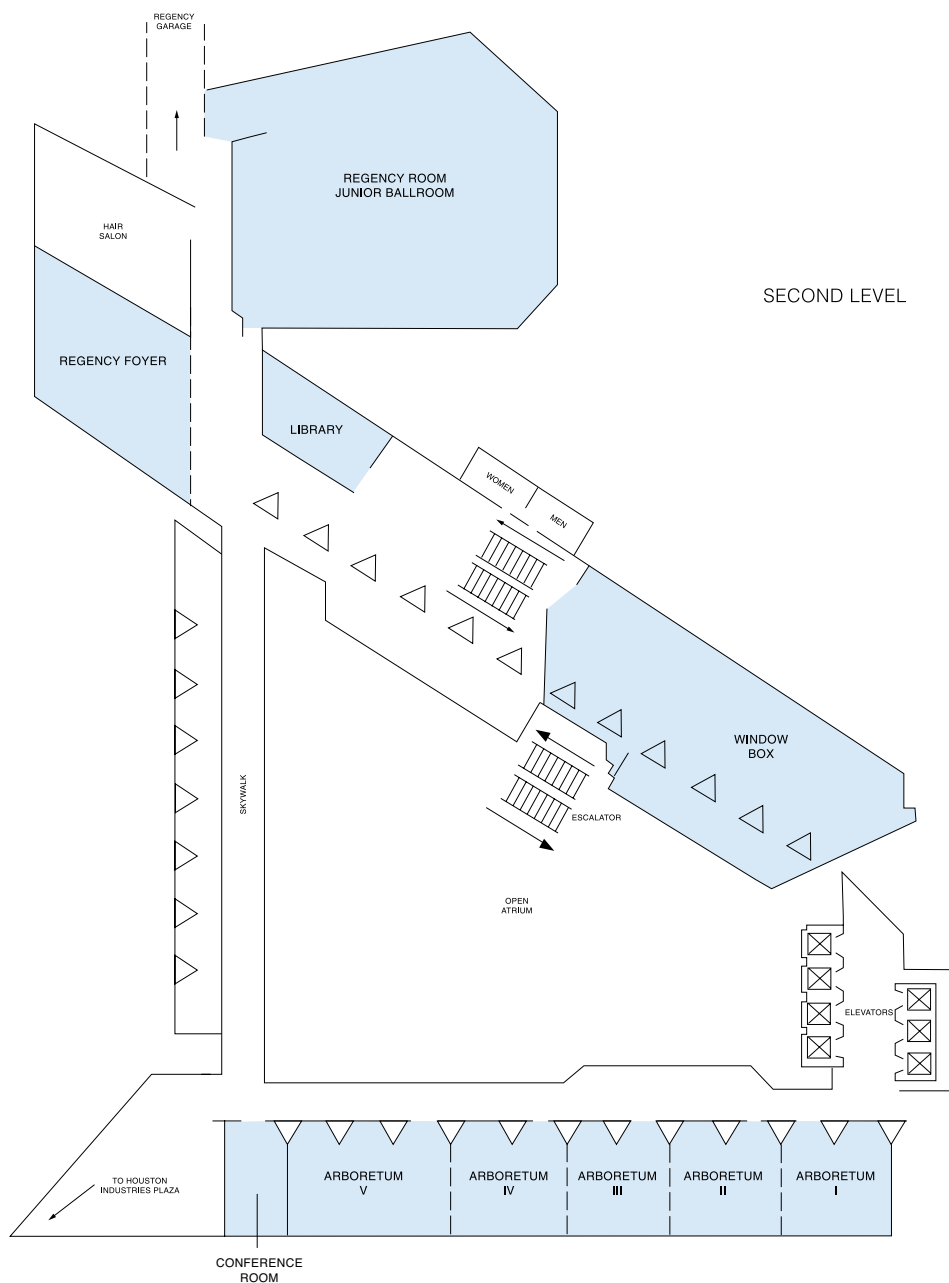 REGENCY
GARAGE
REGENCY ROOM
JUNIOR BALLROOM
HAIR
SALON
SECOND LEVEL
REGENCY FOYER
LIBRARY
WOMEN
MEN
WINDOW
BOX
SKYWALK
ESCALATOR
OPEN
ATRIUM
ELEVATORS
TO HOUSTON
INDUSTRIES PLAZA
ARBORETUM
V
ARBORETUM
IV
ARBORETUM
III
ARBORETUM
II
ARBORETUM
I
CONFERENCE
ROOM